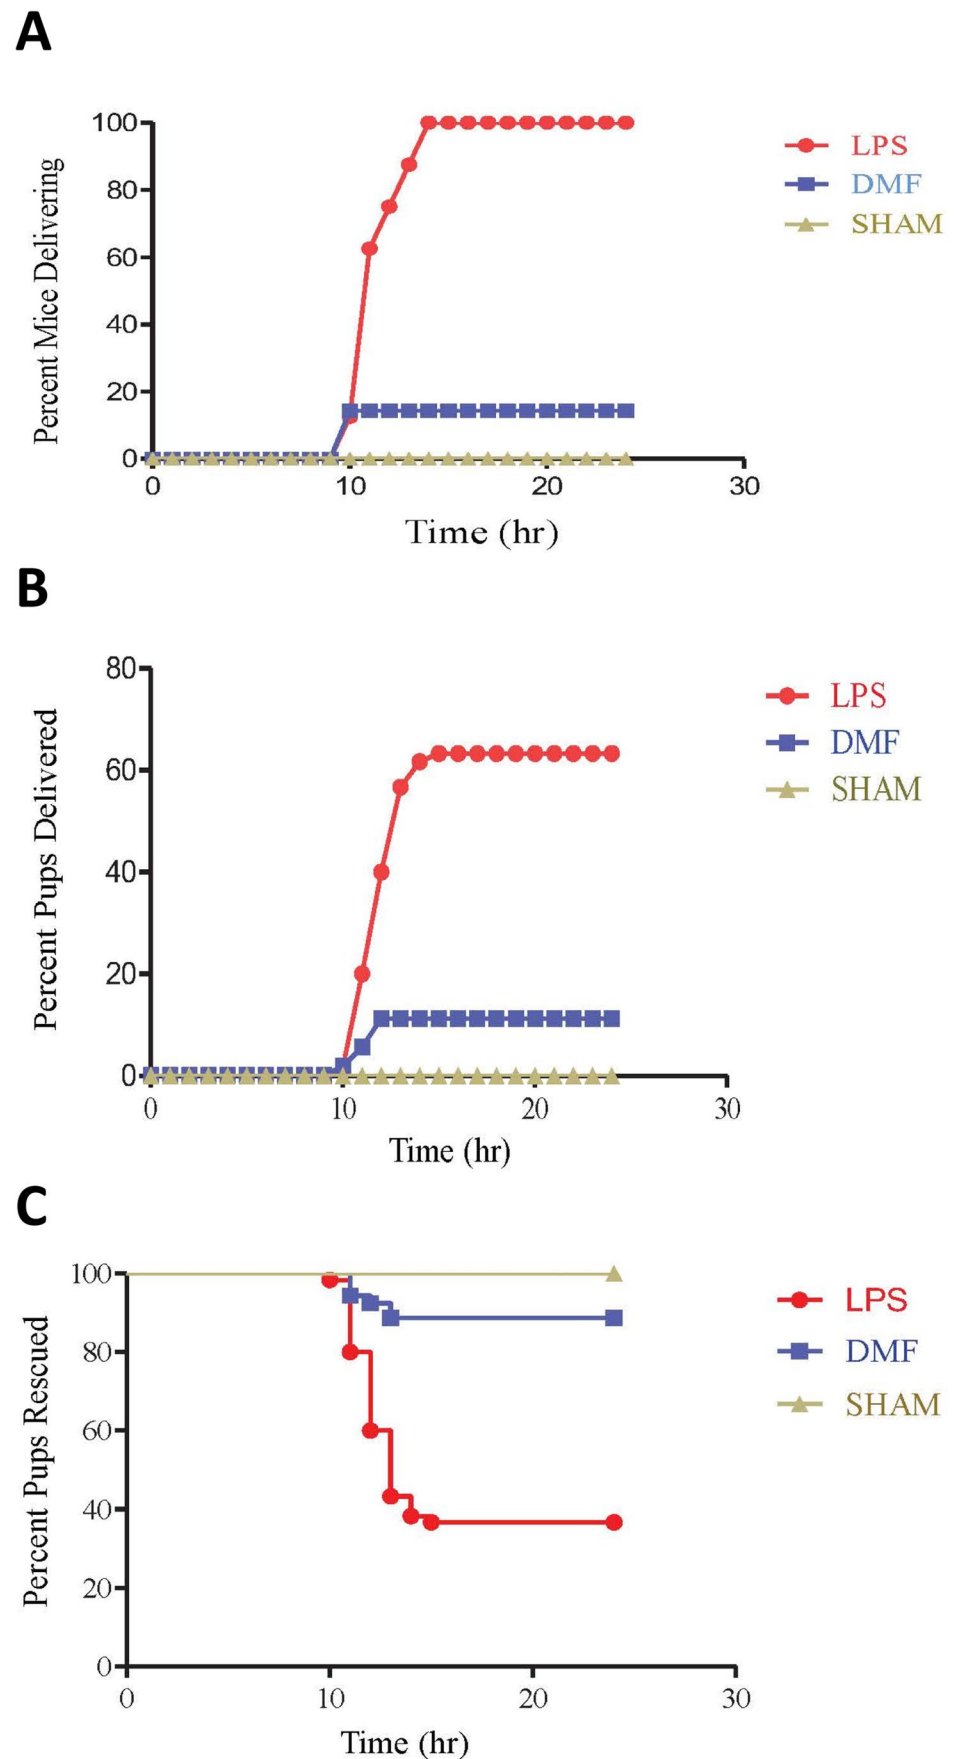 A
Percent Mice Delivering
100
80
60
40
20
0
0 10 20 30
Time (hr)
LPS
DMF
SHAM
B
Percent Pups Delivered
80
60
40
20
0
0 10 20 30
Time (hr)
LPS
DMF
SHAM
C
Percent Pups Rescued
100
80
60
40
20
0
0 10 20 30
Time (hr)
LPS
DMF
SHAM